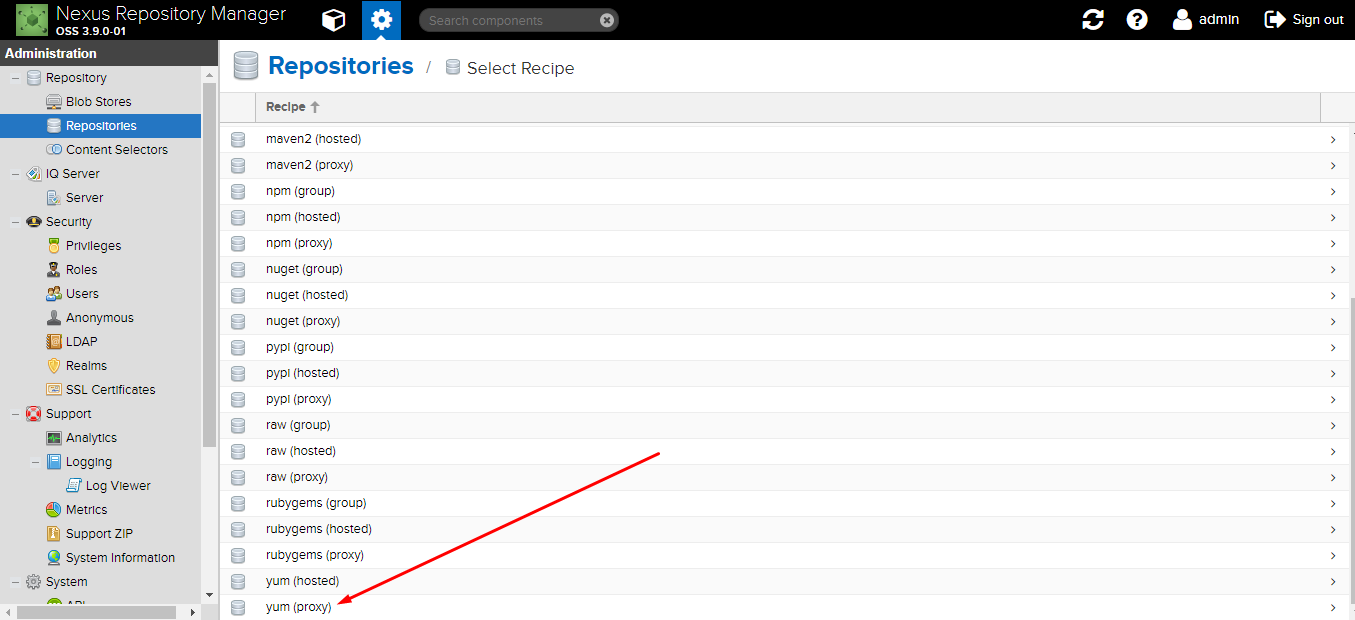 Nexus Repository Manager
OSS 3.9.0-01
Search components
admin
Sign out
Administration
Repository
Blob Stores
Repositories
Content Selectors
IQ Server
Server
Security
Privileges
Roles
Users
Anonymous
LDAP
Realms
SSL Certificates
Support
Analytics
Logging
Log Viewer
Metrics
Support ZIP
System Information
System
Repositories / Select Recipe
Recipe
maven2 (hosted)
maven2 (proxy)
npm (group)
npm (hosted)
npm (proxy)
nuget (group)
nuget (hosted)
nuget (proxy)
pypi (group)
pypi (hosted)
pypi (proxy)
raw (group)
raw (hosted)
raw (proxy)
rubygems (group)
rubygems (hosted)
rubygems (proxy)
yum (hosted)
yum (proxy)